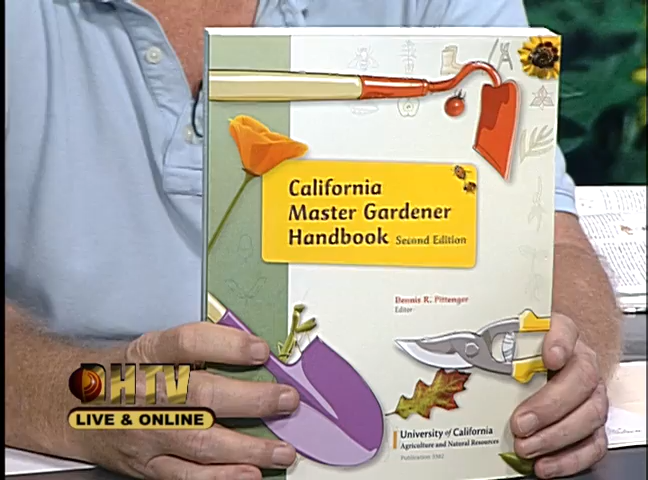 California
Master Gardener
Handbook Second Edition
Dennis R. Pittenger
Editor
University of California
Agriculture and Natural Resources
DHTV
LIVE & ONLINE